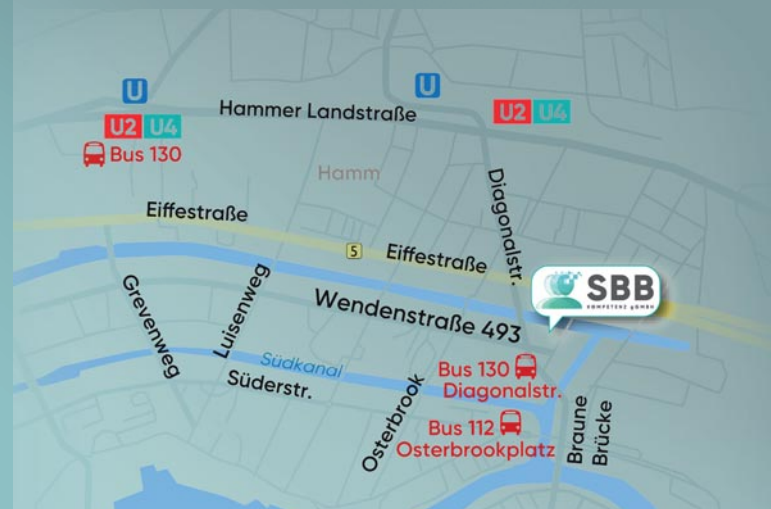 U
U
Hammer Landstraße
U2 U4
U2 U4
Bus 130
Hamm
Diagonalstr.
Eiffestraße
5
Eiffestraße
SBB
KOMPETENZ gGMBH
Grevenweg
Luisenweg
Wendenstraße 493
Südkanal
Süderstr.
Osterbrook
Bus 130
Diagonalstr.
Bus 112
Osterbrookplatz
Braune
Brücke